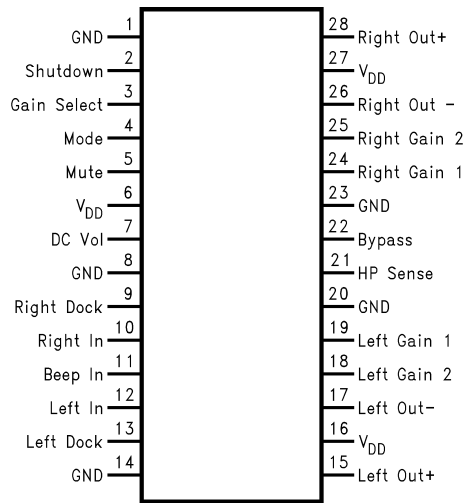 GND 1
Shutdown 2
Gain Select 3
Mode 4
Mute 5
VDD 6
DC Vol 7
GND 8
Right Dock 9
Right In 10
Beep In 11
Left In 12
Left Dock 13
GND 14
28 Right Out+
27 VDD
26 Right Out -
25 Right Gain 2
24 Right Gain 1
23 GND
22 Bypass
21 HP Sense
20 GND
19 Left Gain 1
18 Left Gain 2
17 Left Out-
16 VDD
15 Left Out+